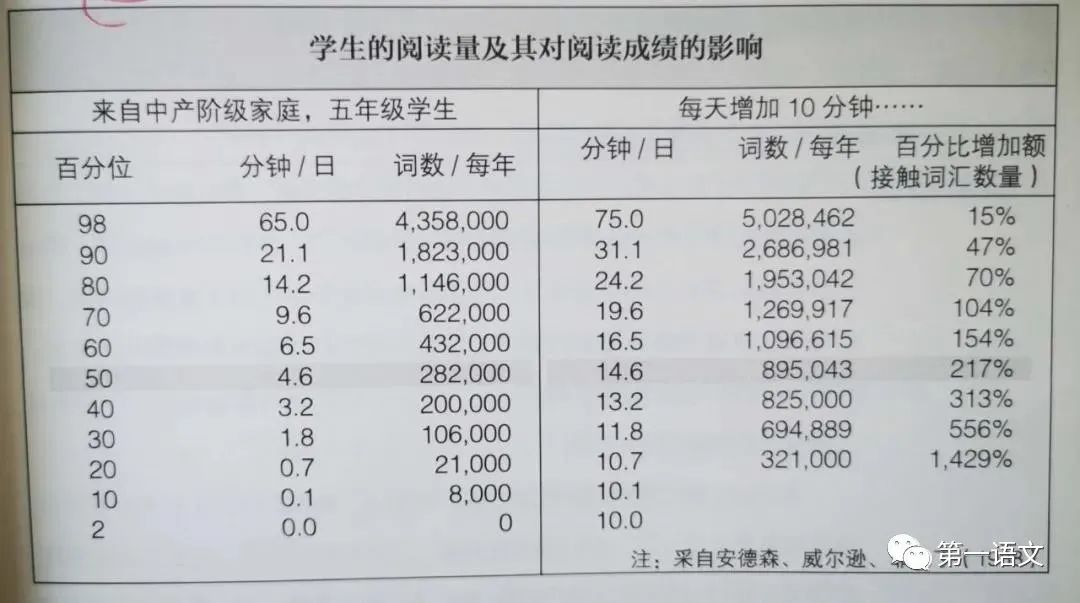 学生的阅读量及其对阅读成绩的影响
来自中产阶级家庭，五年级学生 每天增加 10 分钟……
百分位 分钟 / 日 词数 / 每年 分钟 / 日 词数 / 每年 百分比增加额
（接触词汇数量）
98 65.0 4,358,000 75.0 5,028,462 15%
90 21.1 1,823,000 31.1 2,686,981 47%
80 14.2 1,146,000 24.2 1,953,042 70%
70 9.6 622,000 19.6 1,269,917 104%
60 6.5 432,000 16.5 1,096,615 154%
50 4.6 282,000 14.6 895,043 217%
40 3.2 200,000 13.2 825,000 313%
30 1.8 106,000 11.8 694,889 556%
20 0.7 21,000 10.7 321,000 1,429%
10 0.1 8,000 10.1
2 0.0 0 10.0
注：采自安德森、威尔逊、
第一语文